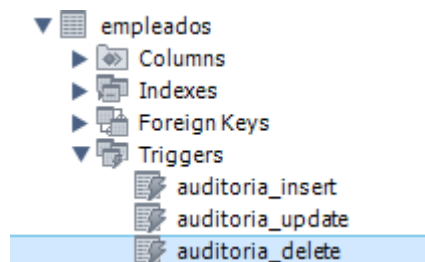 empleados
Columns
Indexes
Foreign Keys
Triggers
auditoria_insert
auditoria_update
auditoria_delete